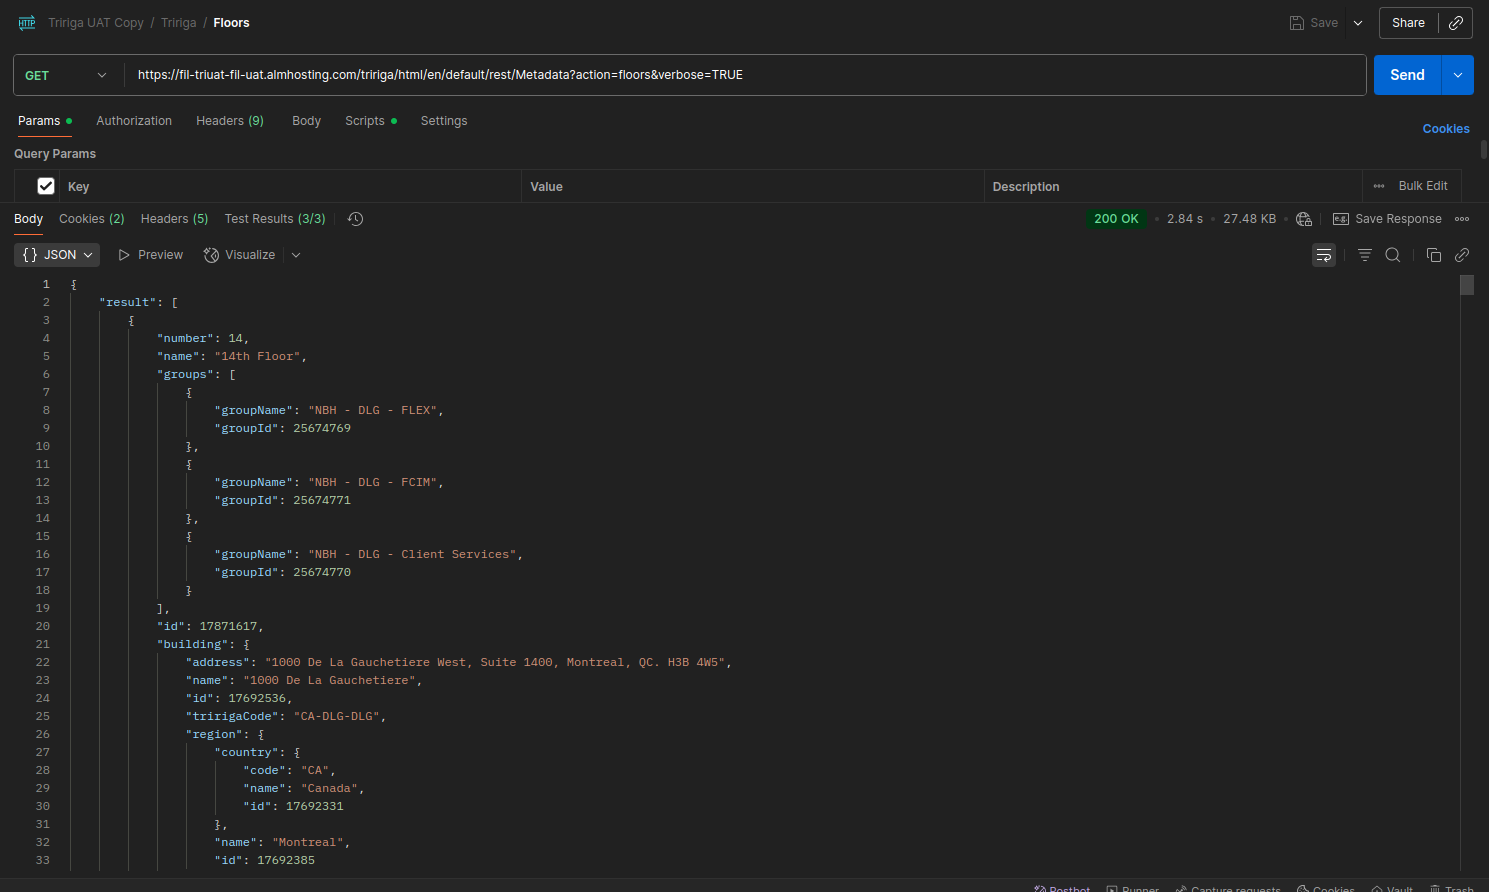 HTTP Tririga UAT Copy / Tririga / Floors Save Share
GET https://fil-triuat-fil-uat.almhosting.com/tririga/html/en/default/rest/Metadata?action=floors&verbose=TRUE Send
Params Authorization Headers (9) Body Scripts Settings Cookies
Query Params
Key Value Description Bulk Edit
Body Cookies (2) Headers (5) Test Results (3/3) 200 OK 2.84 s 27.48 KB e.g. Save Response
{} JSON Preview Visualize
1 {
2 "result": [
3 {
4 "number": 14,
5 "name": "14th Floor",
6 "groups": [
7 {
8 "groupName": "NBH - DLG - FLEX",
9 "groupId": 25674769
10 },
11 {
12 "groupName": "NBH - DLG - FCIM",
13 "groupId": 25674771
14 },
15 {
16 "groupName": "NBH - DLG - Client Services",
17 "groupId": 25674770
18 }
19 ],
20 "id": 17871617,
21 "building": {
22 "address": "1000 De La Gauchetiere West, Suite 1400, Montreal, QC. H3B 4W5",
23 "name": "1000 De La Gauchetiere",
24 "id": 17692536,
25 "tririgaCode": "CA-DLG-DLG",
26 "region": {
27 "country": {
28 "code": "CA",
29 "name": "Canada",
30 "id": 17692331
31 },
32 "name": "Montreal",
33 "id": 17692385
Postbot Runner Capture requests Cookies Vault Trash